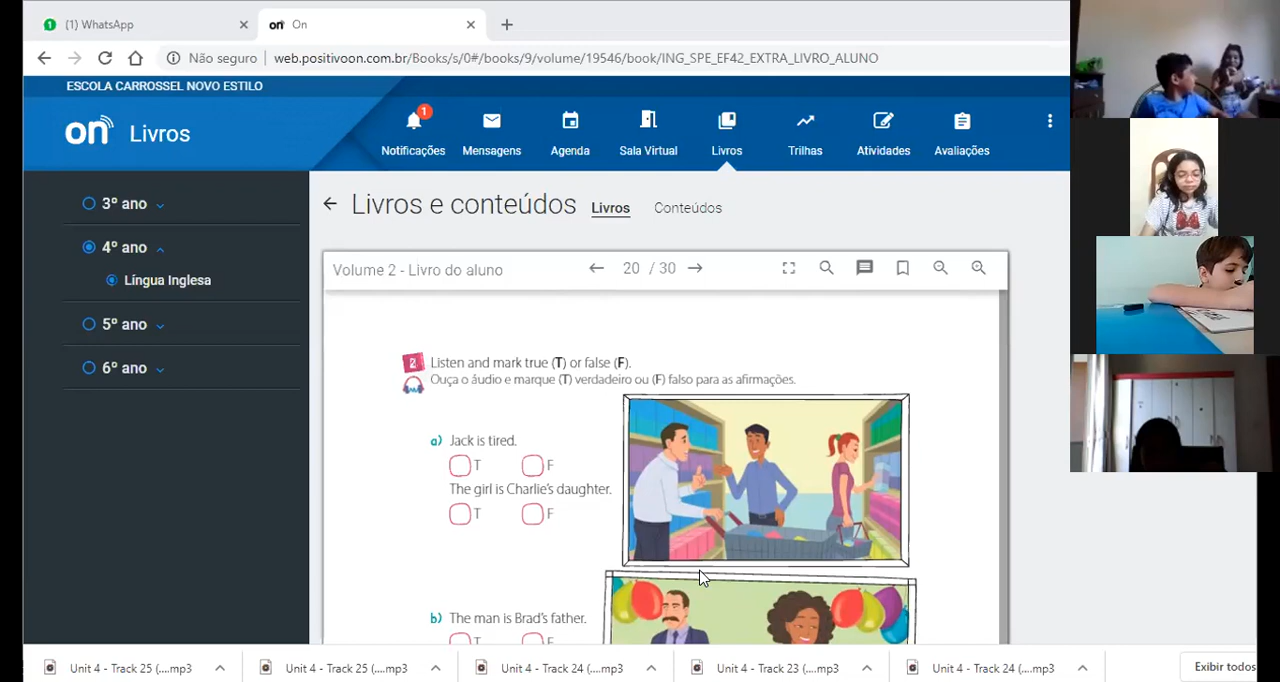 (1) WhatsApp
On
Não seguro
web.positivoon.com.br/Books/s/0#/books/9/volume/19546/book/ING_SPE_EF42_EXTRA_LIVRO_ALUNO
ESCOLA CARROSSEL NOVO ESTILO
on Livros
1
Notificações Mensagens Agenda Sala Virtual Livros Trilhas Atividades Avaliações
3º ano
4º ano
Língua Inglesa
5º ano
6º ano
Livros e conteúdos Livros Conteúdos
Volume 2 - Livro do aluno 20 / 30
2 Listen and mark true (T) or false (F).
Ouça o áudio e marque (T) verdadeiro ou (F) falso para as afirmações.
a) Jack is tired.
T F
The girl is Charlie's daughter.
T F
b) The man is Brad's father.
T F
Unit 4 - Track 25 (....mp3 Unit 4 - Track 25 (....mp3 Unit 4 - Track 24 (....mp3 Unit 4 - Track 23 (....mp3 Unit 4 - Track 24 (....mp3 Exibir todos